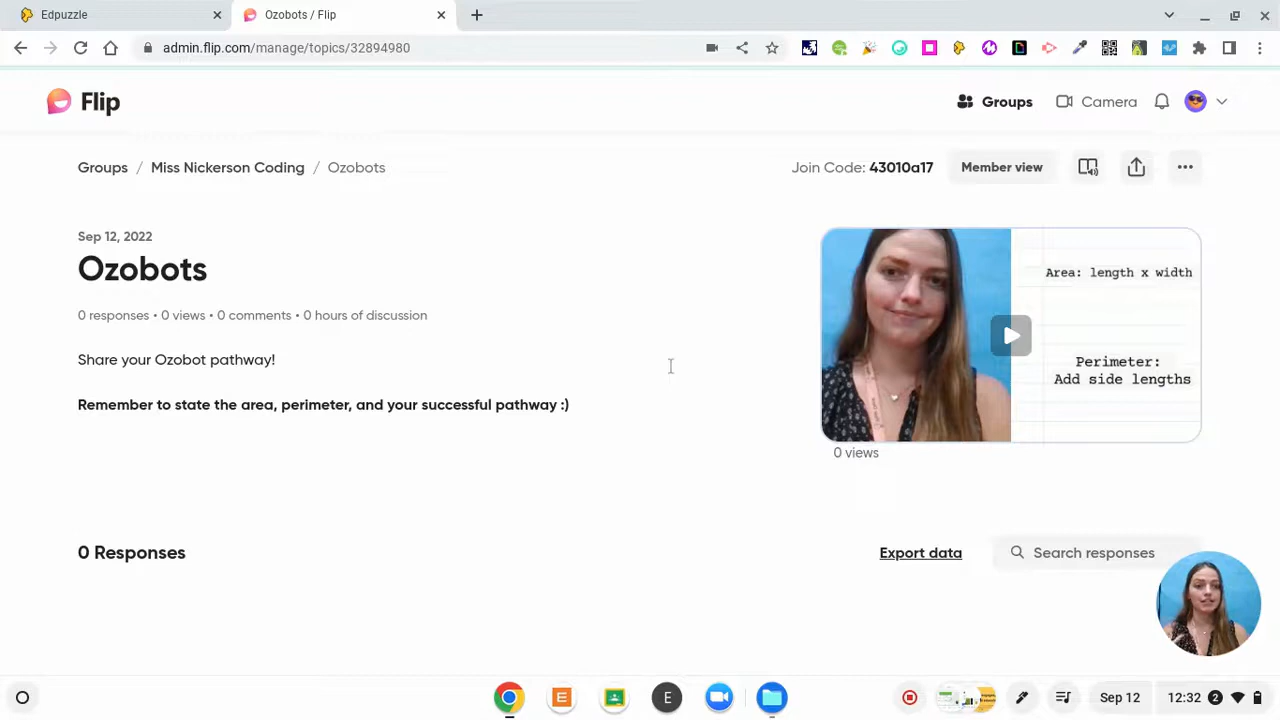 Edpuzzle
Ozobots / Flip
admin.flip.com/manage/topics/32894980
Flip
Groups
Camera
Groups / Miss Nickerson Coding / Ozobots
Join Code: 43010a17
Member view
Sep 12, 2022
Ozobots
0 responses • 0 views • 0 comments • 0 hours of discussion
Share your Ozobot pathway!
Remember to state the area, perimeter, and your successful pathway :)
Area: length x width
Perimeter:
Add side lengths
0 views
0 Responses
Export data
Search responses
E
Sep 12
12:32
2